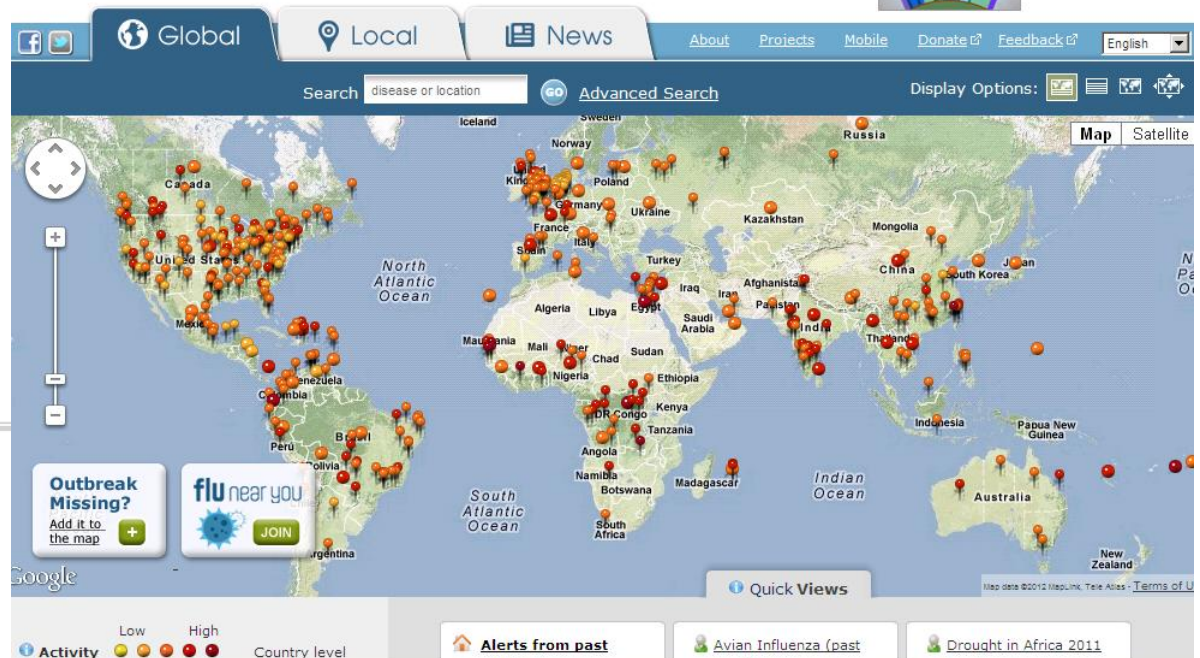 Global
Local
News
About Projects Mobile Donate Feedback English
Search disease or location GO Advanced Search Display Options:
Iceland
Sweden
Norway
Russia
Map Satellite
Canada
Poland
Germany
Ukraine
Kazakhstan
France
Mongolia
Italy
Spain
United States
Turkey
China
South Korea
Japan
North Atlantic Ocean
Iraq
Iran
Afghanistan
Pakistan
Algeria
Libya
Egypt
Saudi Arabia
India
Mexico
Mauritania
Mali
Niger
Chad
Sudan
Thailand
Nigeria
Ethiopia
Venezuela
Colombia
DR Congo
Kenya
Tanzania
Indonesia
Papua New Guinea
Peru
Brazil
Angola
Bolivia
Namibia
Botswana
Madagascar
Indian Ocean
Australia
South Atlantic Ocean
South Africa
Argentina
New Zealand
Outbreak
Missing?
Add it to
the map
flu near you
JOIN
Google
Quick Views
Map data ©2012 MapLink, Tele Atlas - Terms of U
Low High
Activity Country level
Alerts from past
Avian Influenza (past
Drought in Africa 2011